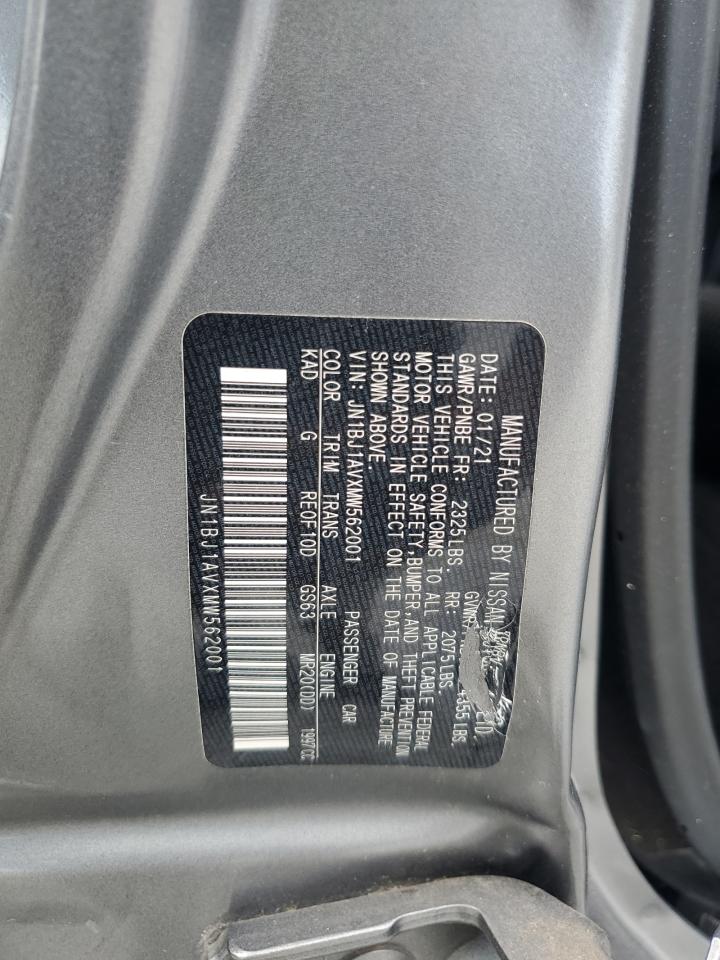 MANUFACTURED BY NISSAN
DATE: 01/21
GAWR/PNBE FR: 2325LBS. RR: 2075LBS.
THIS VEHICLE CONFORMS TO ALL APPLICABLE FEDERAL
MOTOR VEHICLE SAFETY,BUMPER,AND THEFT PREVENTION
STANDARDS IN EFFECT ON THE DATE OF MANUFACTURE
SHOWN ABOVE.
VIN: JN1BJ1AVXMW562001 PASSENGER CAR
COLOR TRIM TRANS AXLE ENGINE
KAD G RE0F10D GS63 MR20(DD) 1997CC
JN1BJ1AVXMW562001